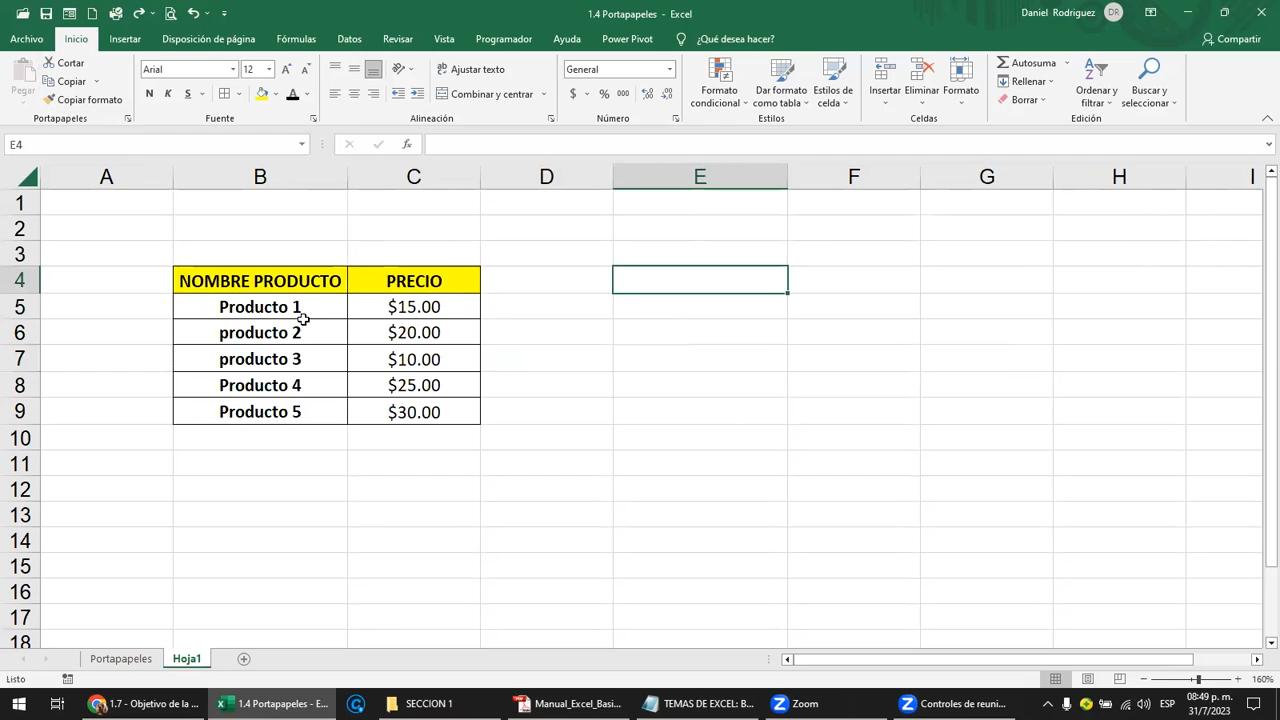 1.4 Portapapeles - Excel
Daniel Rodriguez DR
Archivo Inicio Insertar Disposición de página Fórmulas Datos Revisar Vista Programador Ayuda Power Pivot ¿Qué desea hacer? Compartir
Pegar
Cortar
Copiar
Copiar formato
Portapapeles
Arial 12
N K S
Fuente
Ajustar texto
Combinar y centrar
Alineación
General
$ % 000
Número
Formato condicional
Dar formato como tabla
Estilos de celda
Estilos
Insertar Eliminar Formato
Celdas
Autosuma
Rellenar
Borrar
Ordenar y filtrar
Buscar y seleccionar
Edición
E4
A B C D E F G H I
1
2
3
4 NOMBRE PRODUCTO PRECIO
5 Producto 1 $15.00
6 producto 2 $20.00
7 producto 3 $10.00
8 Producto 4 $25.00
9 Producto 5 $30.00
10
11
12
13
14
15
16
17
18
Portapapeles Hoja1
Listo 160%
1.7 - Objetivo de la ... 1.4 Portapapeles - E... SECCION 1 Manual_Excel_Basi... TEMAS DE EXCEL: B... Zoom Controles de reuni... ESP 08:49 p. m.
31/7/2023